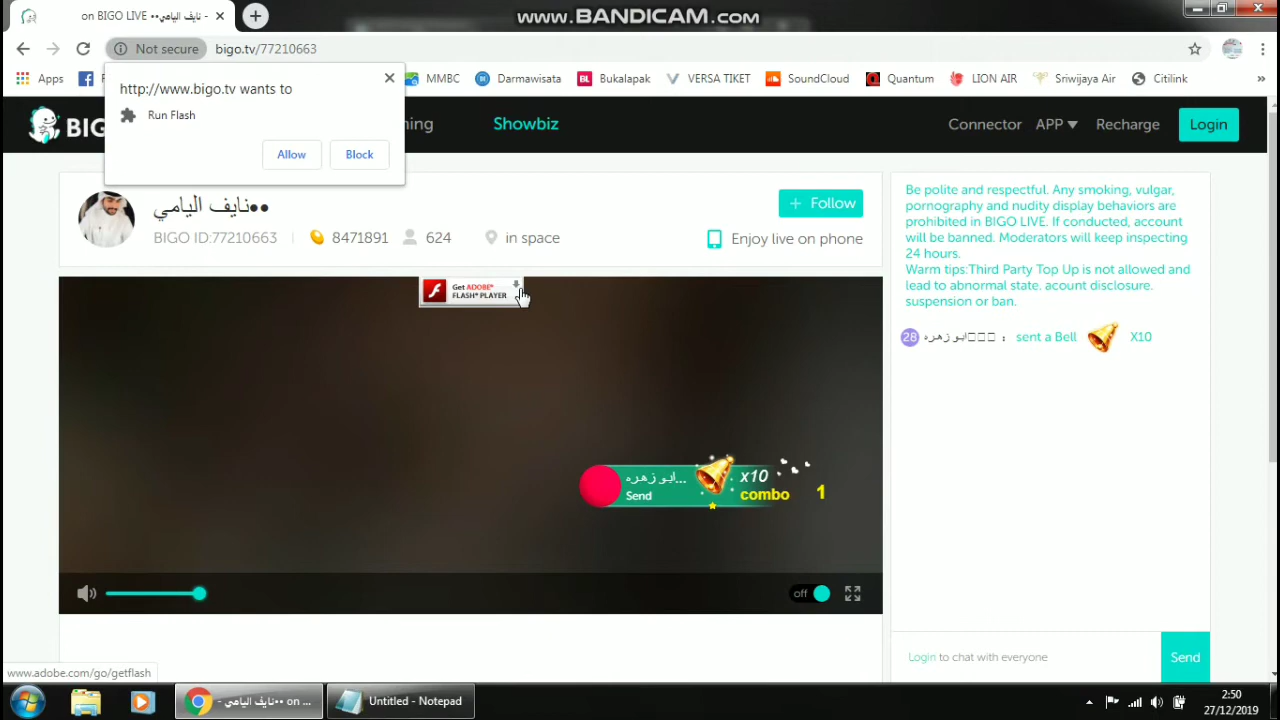 www.BANDICAM.com
on BIGO LIVE ••نايف اليامي -
Not secure
bigo.tv/77210663
Apps
MMBC
Darmawisata
Bukalapak
VERSA TIKET
SoundCloud
Quantum
LION AIR
Sriwijaya Air
Citilink
»
http://www.bigo.tv wants to
Run Flash
Allow
Block
BIG
Showbiz
Connector
APP ▼
Recharge
Login
••نايف اليامي
BIGO ID:77210663
8471891
624
in space
+ Follow
Enjoy live on phone
Get ADOBE®
FLASH® PLAYER
ابو زهره...
Send
x10
combo 1
off
Be polite and respectful. Any smoking, vulgar,
pornography and nudity display behaviors are
prohibited in BIGO LIVE. If conducted, account
will be banned. Moderators will keep inspecting
24 hours.
Warm tips:Third Party Top Up is not allowed and
lead to abnormal state. acount disclosure.
suspension or ban.
28 ابو زهره : sent a Bell X10
Login to chat with everyone
Send
www.adobe.com/go/getflash
••نايف اليامي on ...
Untitled - Notepad
2:50
27/12/2019